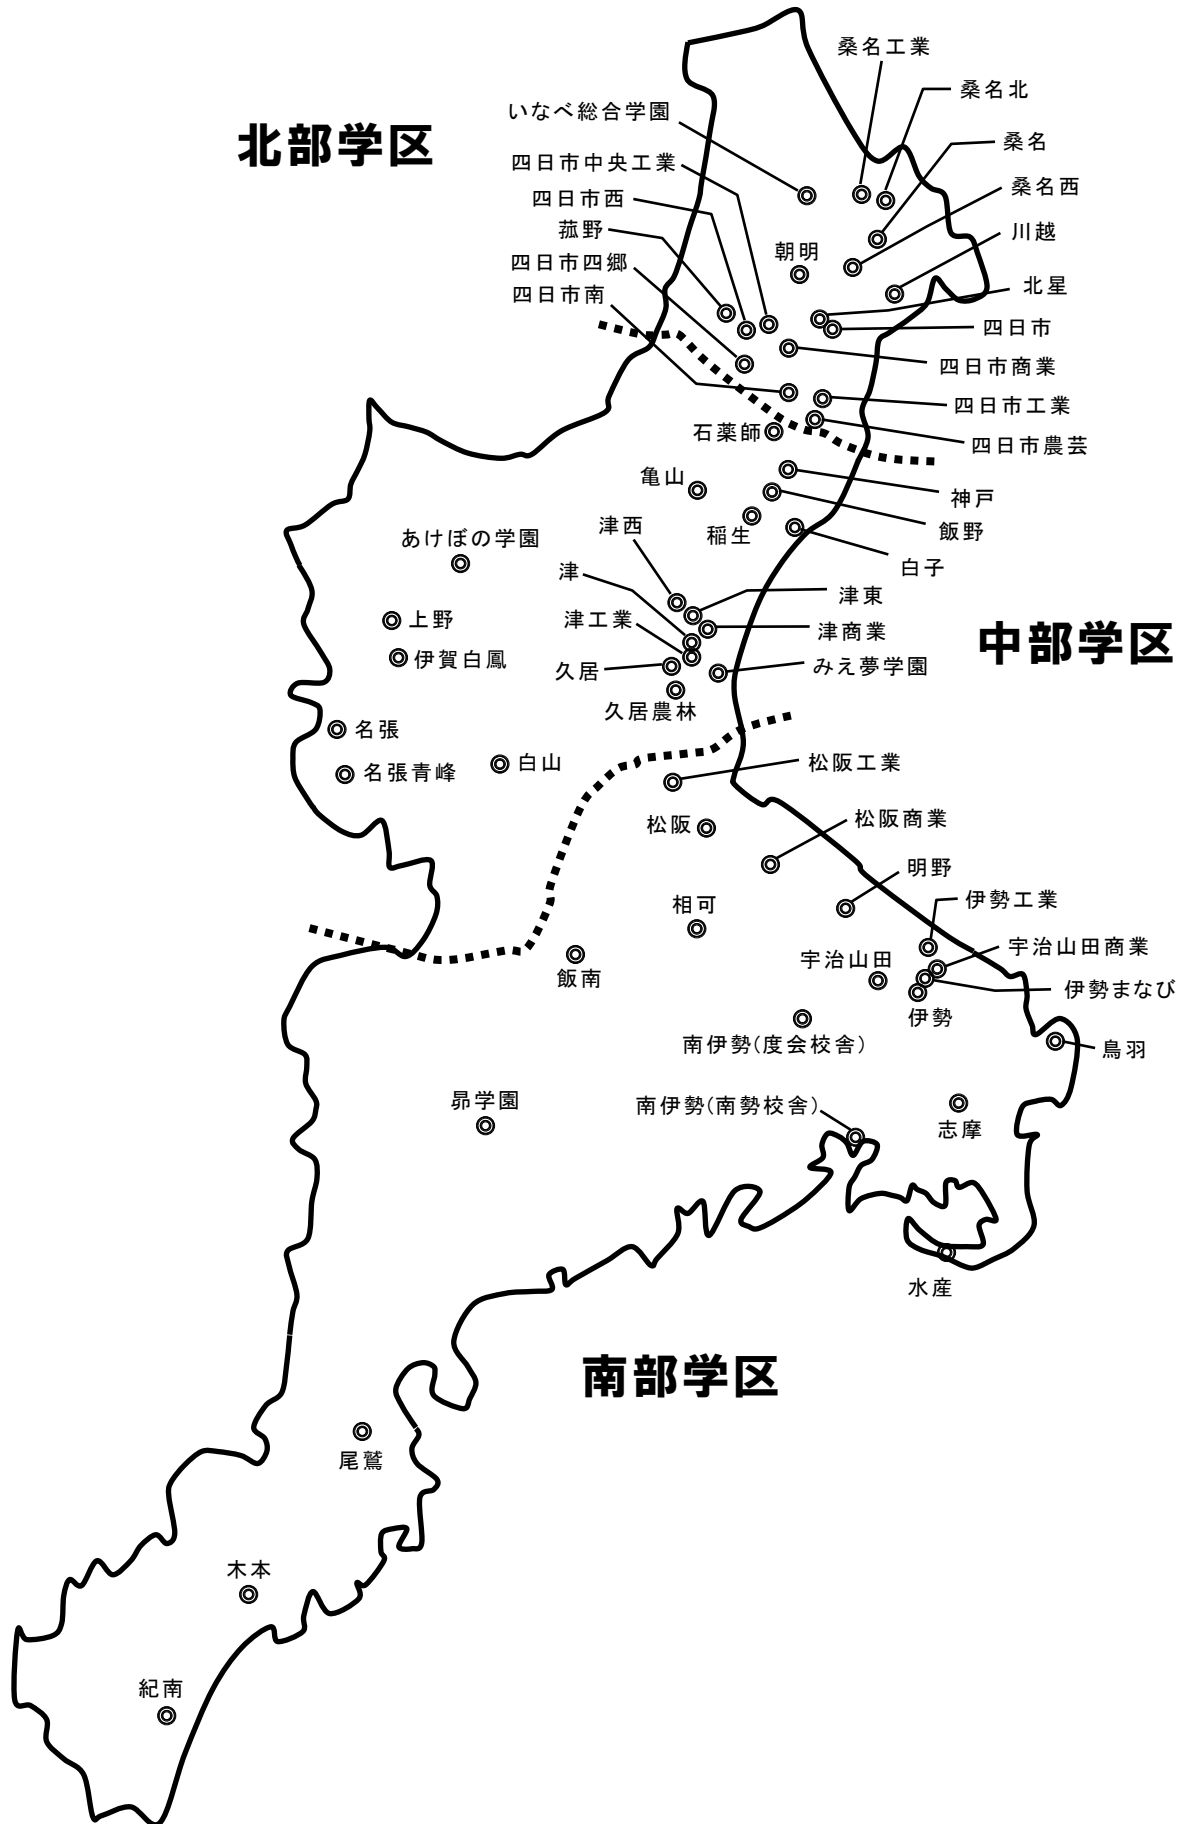 桑名工業
桑名北
いなべ総合学園
北部学区
桑名
四日市中央工業
桑名西
四日市西
菰野
川越
朝明
四日市四郷
北星
四日市南
四日市
四日市商業
四日市工業
石薬師
四日市農芸
亀山
神戸
津西
飯野
稲生
あけぼの学園
白子
津
津東
上野
津工業
津商業
中部学区
伊賀白鳳
久居
みえ夢学園
久居農林
名張
白山
松阪工業
名張青峰
松阪
松阪商業
明野
相可
伊勢工業
宇治山田商業
宇治山田
飯南
伊勢まなび
伊勢
南伊勢(度会校舎)
鳥羽
昴学園
南伊勢(南勢校舎)
志摩
水産
南部学区
尾鷲
木本
紀南